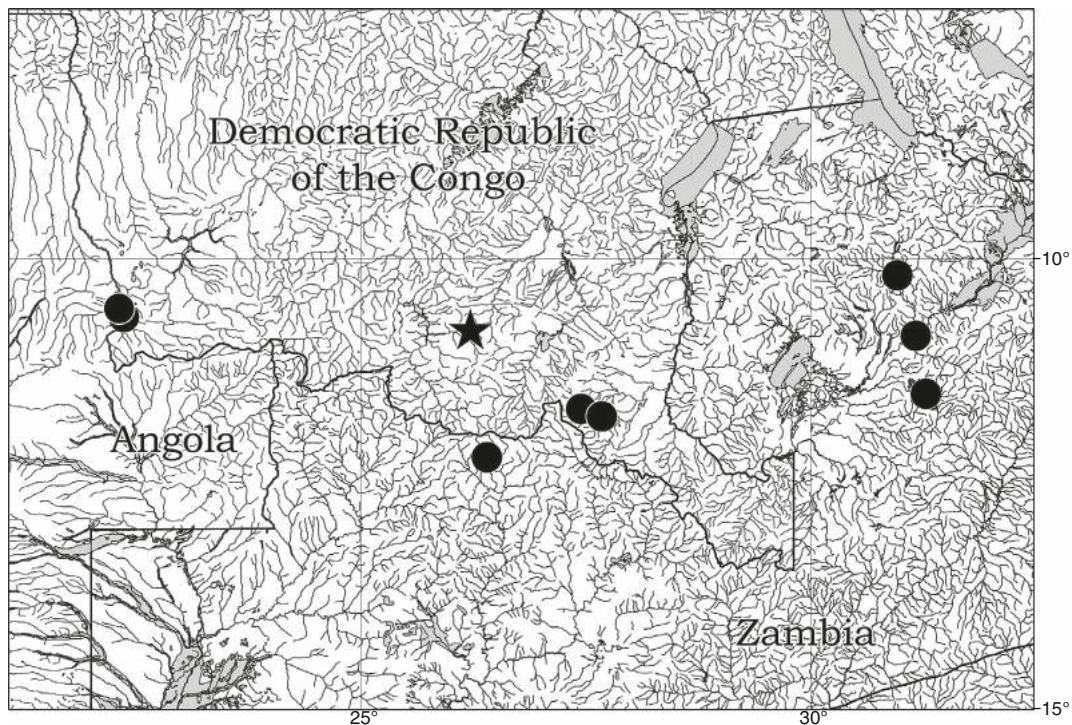 Democratic Republic
of the Congo
10°
Angola
Zambia
25°
30°
15°